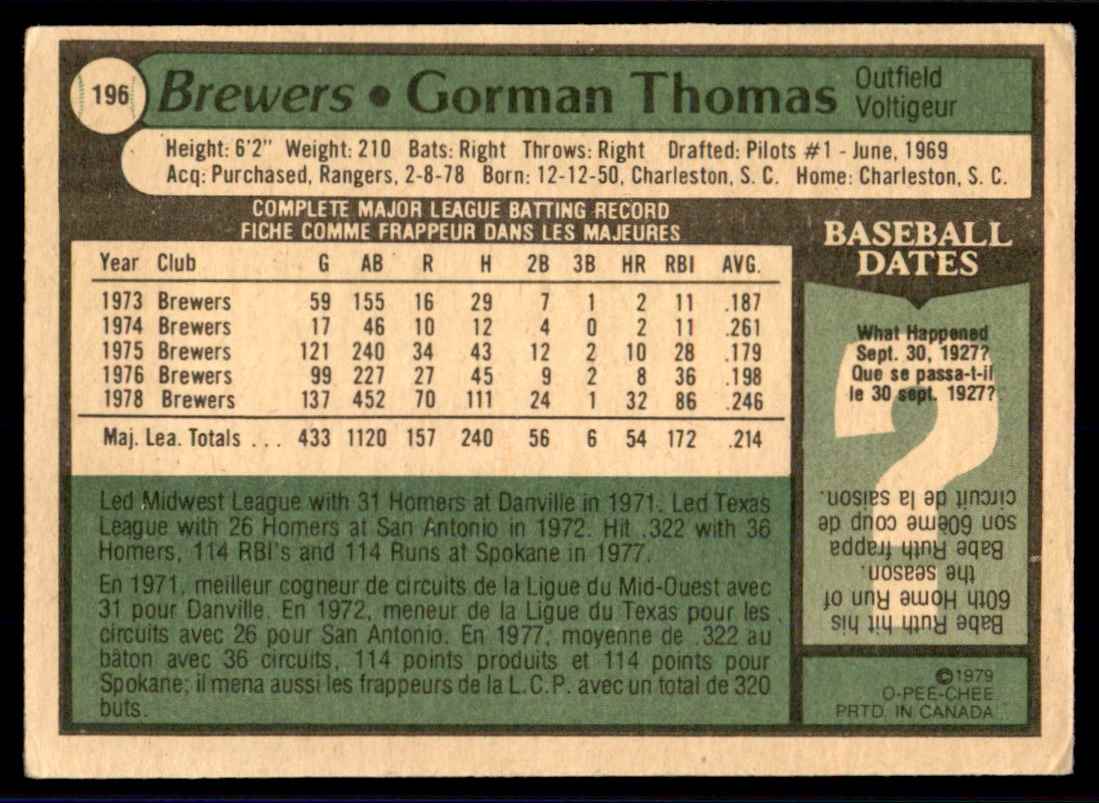 196
Brewers • Gorman Thomas
Outfield
Voltigeur
Height: 6'2" Weight: 210 Bats: Right Throws: Right Drafted: Pilots #1 - June, 1969
Acq: Purchased, Rangers, 2-8-78 Born: 12-12-50, Charleston, S. C. Home: Charleston, S. C.
COMPLETE MAJOR LEAGUE BATTING RECORD
FICHE COMME FRAPPEUR DANS LES MAJEURES
Year Club G AB R H 2B 3B HR RBI AVG.
1973 Brewers 59 155 16 29 7 1 2 11 .187
1974 Brewers 17 46 10 12 4 0 2 11 .261
1975 Brewers 121 240 34 43 12 2 10 28 .179
1976 Brewers 99 227 27 45 9 2 8 36 .198
1978 Brewers 137 452 70 111 24 1 32 86 .246
Maj. Lea. Totals ... 433 1120 157 240 56 6 54 172 .214
Led Midwest League with 31 Homers at Danville in 1971. Led Texas
League with 26 Homers at San Antonio in 1972. Hit .322 with 36
Homers, 114 RBI's and 114 Runs at Spokane in 1977.
En 1971, meilleur cogneur de circuits de la Ligue du Mid-Ouest avec
31 pour Danville. En 1972, meneur de la Ligue du Texas pour les
circuits avec 26 pour San Antonio. En 1977, moyenne de .322 au
bâton avec 36 circuits, 114 points produits et 114 points pour
Spokane; il mena aussi les frappeurs de la L.C.P. avec un total de 320
buts.
BASEBALL
DATES
What Happened
Sept. 30, 1927?
Que se passa-t-il
le 30 sept. 1927?
Babe Ruth hit his
60th Home Run of
the season.
Babe Ruth frappa
son 60ème coup de
circuit de la saison.
©1979
O-PEE-CHEE
PRTD. IN CANADA